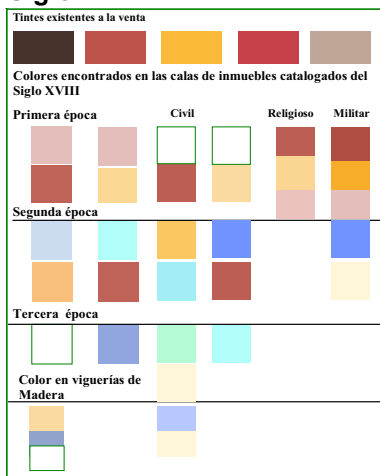 Tintes existentes a la venta
Colores encontrados en las calas de inmuebles catalogados del
Siglo XVIII
Primera época Civil Religioso Militar
Segunda época
Tercera época
Color en viguerías de
Madera